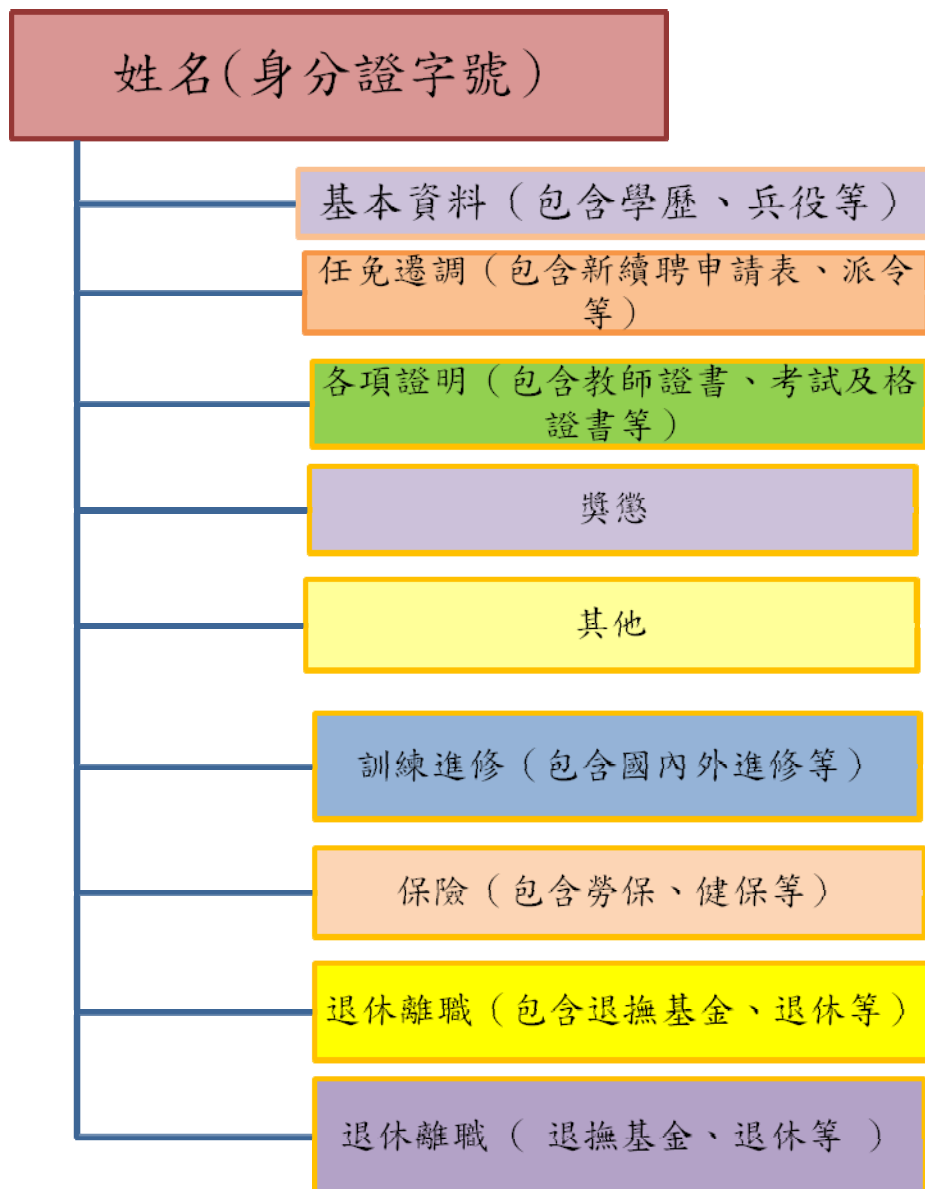 姓名(身分證字號)
基本資料(包含學歷、兵役等)
任免遷調(包含新續聘申請表、派令
等)
各項證明(包含教師證書、考試及格
證書等)
獎懲
其他
訓練進修(包含國內外進修等)
保險(包含勞保、健保等)
退休離職(包含退撫基金、退休等)
退休離職( 退撫基金、退休等 )